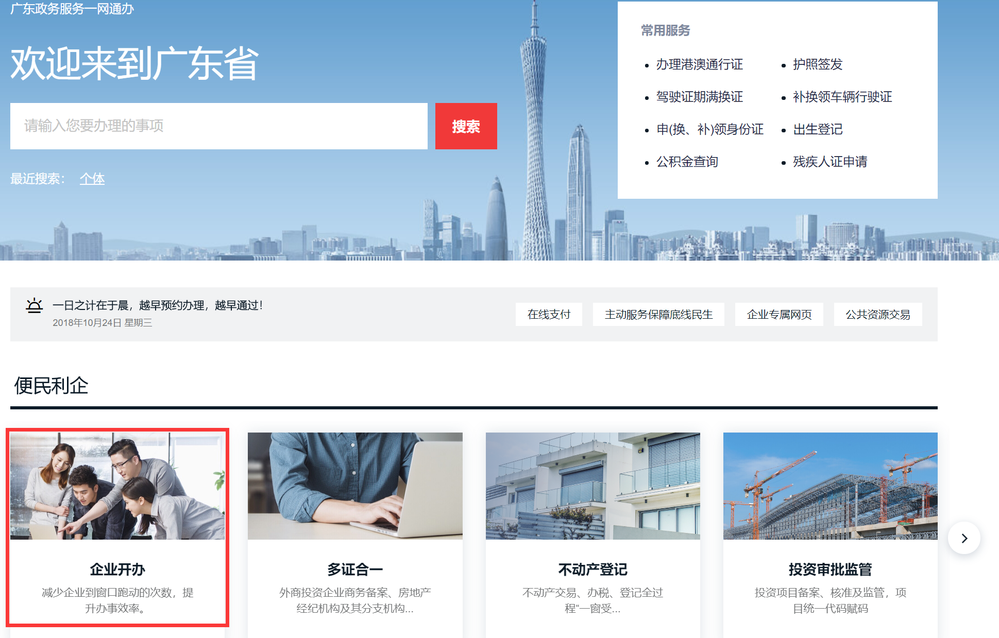 广东政务服务一网通办
欢迎来到广东省
请输入您要办理的事项
搜索
最近搜索： 个体
常用服务
办理港澳通行证
护照签发
驾驶证期满换证
补换领车辆行驶证
申(换、补)领身份证
出生登记
公积金查询
残疾人证申请
一日之计在于晨，越早预约办理，越早通过！
2018年10月24日 星期三
在线支付
主动服务保障底线民生
企业专属网页
公共资源交易
便民利企
企业开办
减少企业到窗口跑动的次数，提
升办事效率。
多证合一
外商投资企业商务备案、房地产
经纪机构及其分支机构...
不动产登记
不动产交易、办税、登记全过
程“一窗受...
投资审批监管
投资项目备案、核准及监管，项
目统一代码赋码